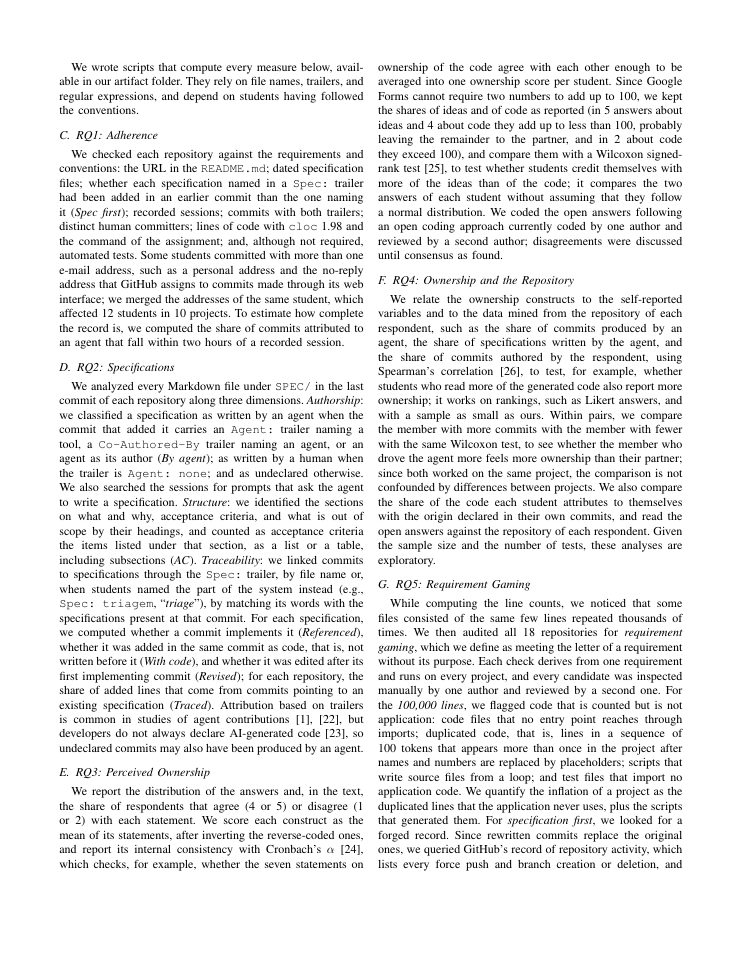 We wrote scripts that compute every measure below, avail-
able in our artifact folder. They rely on file names, trailers, and
regular expressions, and depend on students having followed
the conventions.
C. RQ1: Adherence
We checked each repository against the requirements and
conventions: the URL in the README.md; dated specification
files; whether each specification named in a Spec: trailer
had been added in an earlier commit than the one naming
it (Spec first); recorded sessions; commits with both trailers;
distinct human committers; lines of code with cloc 1.98 and
the command of the assignment; and, although not required,
automated tests. Some students committed with more than one
e-mail address, such as a personal address and the no-reply
address that GitHub assigns to commits made through its web
interface; we merged the addresses of the same student, which
affected 12 students in 10 projects. To estimate how complete
the record is, we computed the share of commits attributed to
an agent that fall within two hours of a recorded session.
D. RQ2: Specifications
We analyzed every Markdown file under SPEC/ in the last
commit of each repository along three dimensions. Authorship:
we classified a specification as written by an agent when the
commit that added it carries an Agent: trailer naming a
tool, a Co-Authored-By trailer naming an agent, or an
agent as its author (By agent); as written by a human when
the trailer is Agent: none; and as undeclared otherwise.
We also searched the sessions for prompts that ask the agent
to write a specification. Structure: we identified the sections
on what and why, acceptance criteria, and what is out of
scope by their headings, and counted as acceptance criteria
the items listed under that section, as a list or a table,
including subsections (AC). Traceability: we linked commits
to specifications through the Spec: trailer, by file name or,
when students named the part of the system instead (e.g.,
Spec: triagem, “triage”), by matching its words with the
specifications present at that commit. For each specification,
we computed whether a commit implements it (Referenced),
whether it was added in the same commit as code, that is, not
written before it (With code), and whether it was edited after its
first implementing commit (Revised); for each repository, the
share of added lines that come from commits pointing to an
existing specification (Traced). Attribution based on trailers
is common in studies of agent contributions [1], [22], but
developers do not always declare AI-generated code [23], so
undeclared commits may also have been produced by an agent.
E. RQ3: Perceived Ownership
We report the distribution of the answers and, in the text,
the share of respondents that agree (4 or 5) or disagree (1
or 2) with each statement. We score each construct as the
mean of its statements, after inverting the reverse-coded ones,
and report its internal consistency with Cronbach’s α [24],
which checks, for example, whether the seven statements on
ownership of the code agree with each other enough to be
averaged into one ownership score per student. Since Google
Forms cannot require two numbers to add up to 100, we kept
the shares of ideas and of code as reported (in 5 answers about
ideas and 4 about code they add up to less than 100, probably
leaving the remainder to the partner, and in 2 about code
they exceed 100), and compare them with a Wilcoxon signed-
rank test [25], to test whether students credit themselves with
more of the ideas than of the code; it compares the two
answers of each student without assuming that they follow
a normal distribution. We coded the open answers following
an open coding approach currently coded by one author and
reviewed by a second author; disagreements were discussed
until consensus as found.
F. RQ4: Ownership and the Repository
We relate the ownership constructs to the self-reported
variables and to the data mined from the repository of each
respondent, such as the share of commits produced by an
agent, the share of specifications written by the agent, and
the share of commits authored by the respondent, using
Spearman’s correlation [26], to test, for example, whether
students who read more of the generated code also report more
ownership; it works on rankings, such as Likert answers, and
with a sample as small as ours. Within pairs, we compare
the member with more commits with the member with fewer
with the same Wilcoxon test, to see whether the member who
drove the agent more feels more ownership than their partner;
since both worked on the same project, the comparison is not
confounded by differences between projects. We also compare
the share of the code each student attributes to themselves
with the origin declared in their own commits, and read the
open answers against the repository of each respondent. Given
the sample size and the number of tests, these analyses are
exploratory.
G. RQ5: Requirement Gaming
While computing the line counts, we noticed that some
files consisted of the same few lines repeated thousands of
times. We then audited all 18 repositories for requirement
gaming, which we define as meeting the letter of a requirement
without its purpose. Each check derives from one requirement
and runs on every project, and every candidate was inspected
manually by one author and reviewed by a second one. For
the 100,000 lines, we flagged code that is counted but is not
application: code files that no entry point reaches through
imports; duplicated code, that is, lines in a sequence of
100 tokens that appears more than once in the project after
names and numbers are replaced by placeholders; scripts that
write source files from a loop; and test files that import no
application code. We quantify the inflation of a project as the
duplicated lines that the application never uses, plus the scripts
that generated them. For specification first, we looked for a
forged record. Since rewritten commits replace the original
ones, we queried GitHub’s record of repository activity, which
lists every force push and branch creation or deletion, and